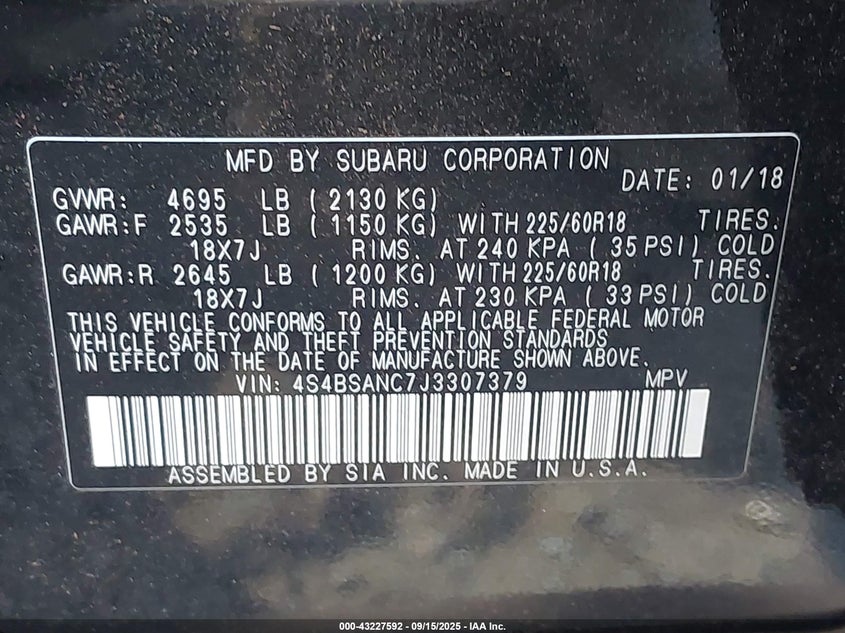 MFD BY SUBARU CORPORATION
DATE: 01/18
GVWR: 4695 LB ( 2130 KG)
GAWR:F 2535 LB ( 1150 KG) WITH 225/60R18 TIRES.
18X7J RIMS. AT 240 KPA ( 35 PSI) COLD
GAWR:R 2645 LB ( 1200 KG) WITH 225/60R18 TIRES.
18X7J RIMS. AT 230 KPA ( 33 PSI) COLD
THIS VEHICLE CONFORMS TO ALL APPLICABLE FEDERAL MOTOR
VEHICLE SAFETY AND THEFT PREVENTION STANDARDS
IN EFFECT ON THE DATE OF MANUFACTURE SHOWN ABOVE.
VIN: 4S4BSANC7J3307379 MPV
ASSEMBLED BY SIA INC. MADE IN U.S.A.
000-43227592 - 09/15/2025 - IAA Inc.